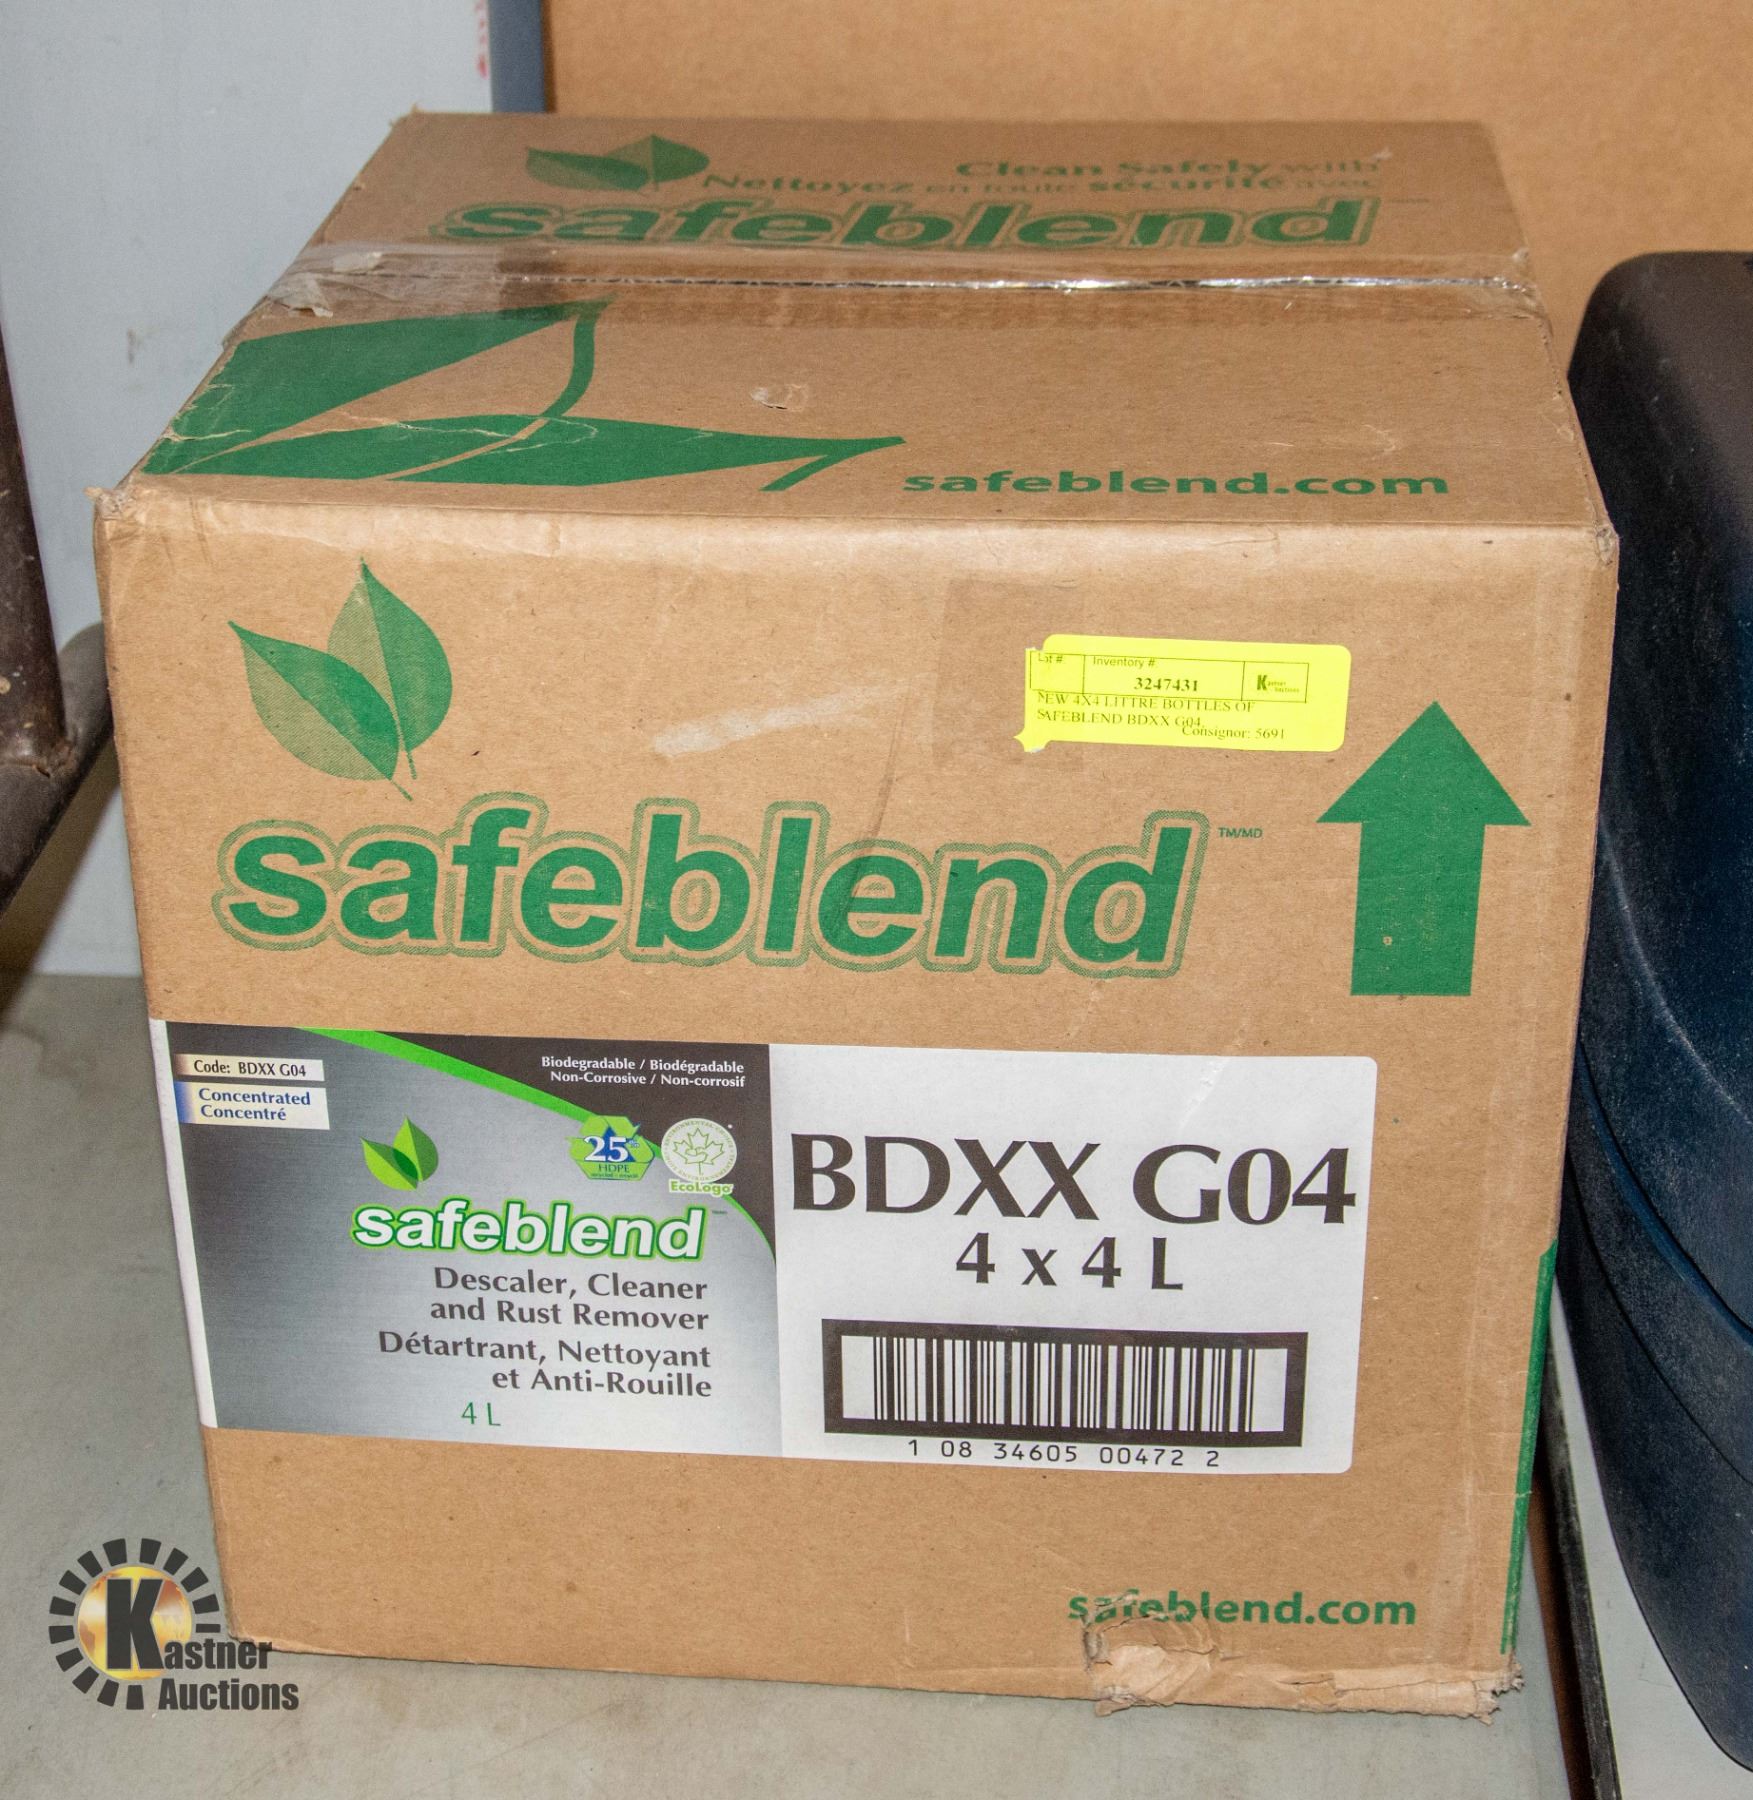 Clean Safely with
Nettoyez en toute sécurité avec
safeblend
safeblend.com
Lot # Inventory #
3247431
Kastner Auctions
NEW 4X4 LITTRE BOTTLES OF
SAFEBLEND BDXX G04,
Consignor: 5691
safeblend TM/MD
Code: BDXX G04
Concentrated
Concentré
Biodegradable / Biodégradable
Non-Corrosive / Non-corrosif
25%
HDPE
EcoLogo
safeblend
Descaler, Cleaner
and Rust Remover
Détartrant, Nettoyant
et Anti-Rouille
4 L
BDXX G04
4 x 4 L
1 08 34605 00472 2
safeblend.com
Kastner
Auctions